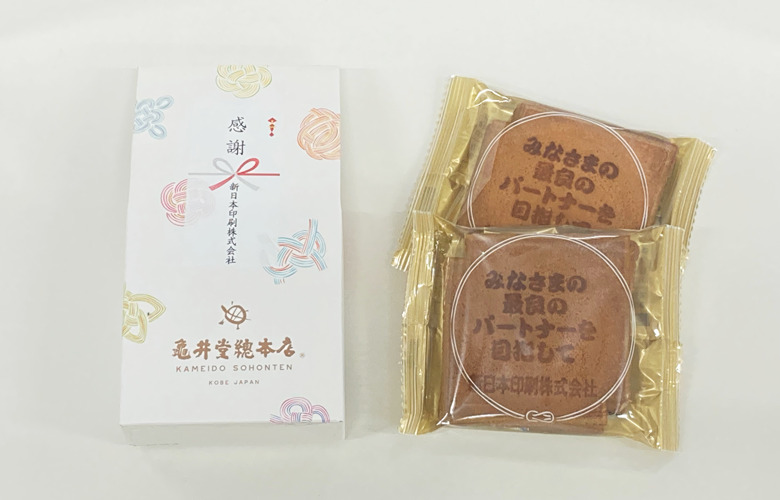 感謝
新日本印刷株式会社
亀井堂總本店
KAMEIDO SOHONTEN
KOBE JAPAN
みなさまの
最良の
パートナーを
目指して
みなさまの
最良の
パートナーを
目指して
新日本印刷株式会社